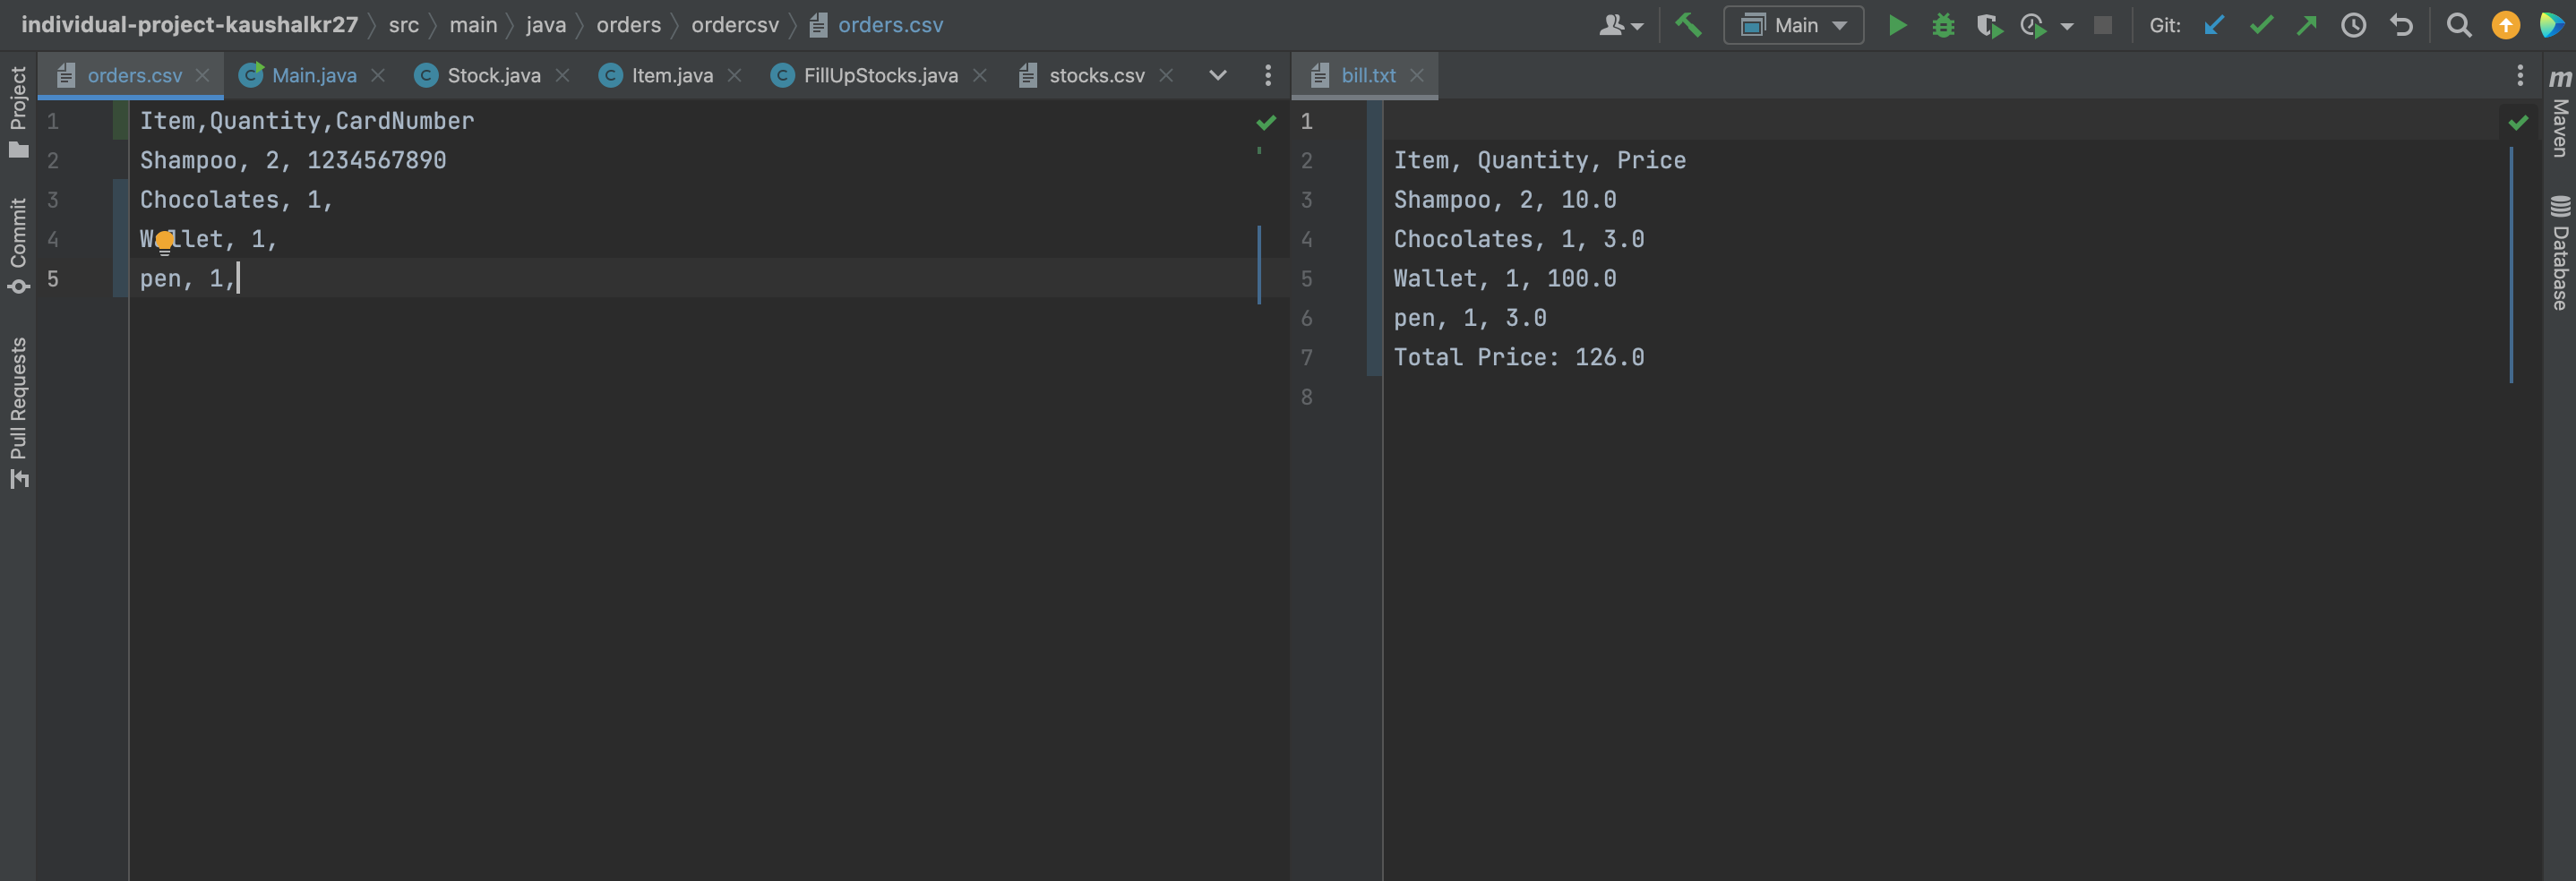 individual-project-kaushalkr27 src main java orders ordercsv orders.csv Main Git:
orders.csv Main.java Stock.java Item.java FillUpStocks.java stocks.csv bill.txt
Project
Commit
Pull Requests
1 Item,Quantity,CardNumber
2 Shampoo, 2, 1234567890
3 Chocolates, 1,
4 Wallet, 1,
5 pen, 1,
1
2 Item, Quantity, Price
3 Shampoo, 2, 10.0
4 Chocolates, 1, 3.0
5 Wallet, 1, 100.0
6 pen, 1, 3.0
7 Total Price: 126.0
8
m Maven
Database